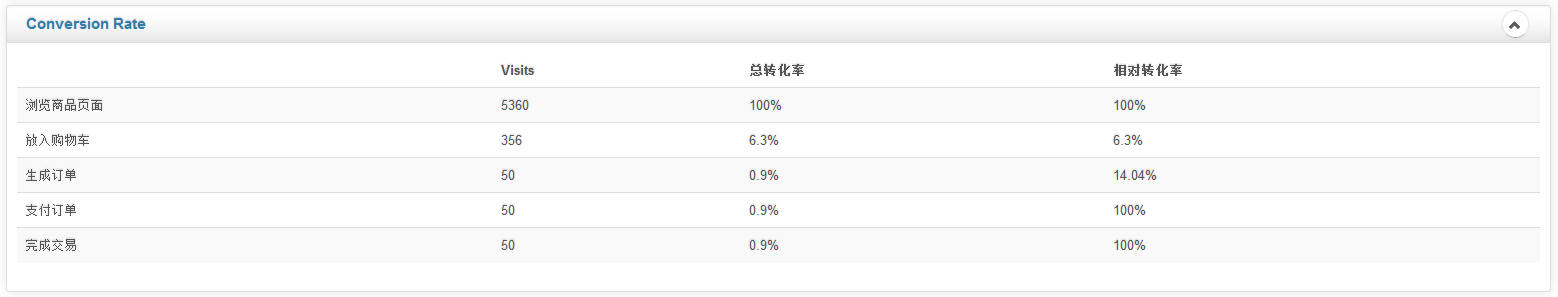 Conversion Rate
Visits 总转化率 相对转化率
浏览商品页面 5360 100% 100%
放入购物车 356 6.3% 6.3%
生成订单 50 0.9% 14.04%
支付订单 50 0.9% 100%
完成交易 50 0.9% 100%